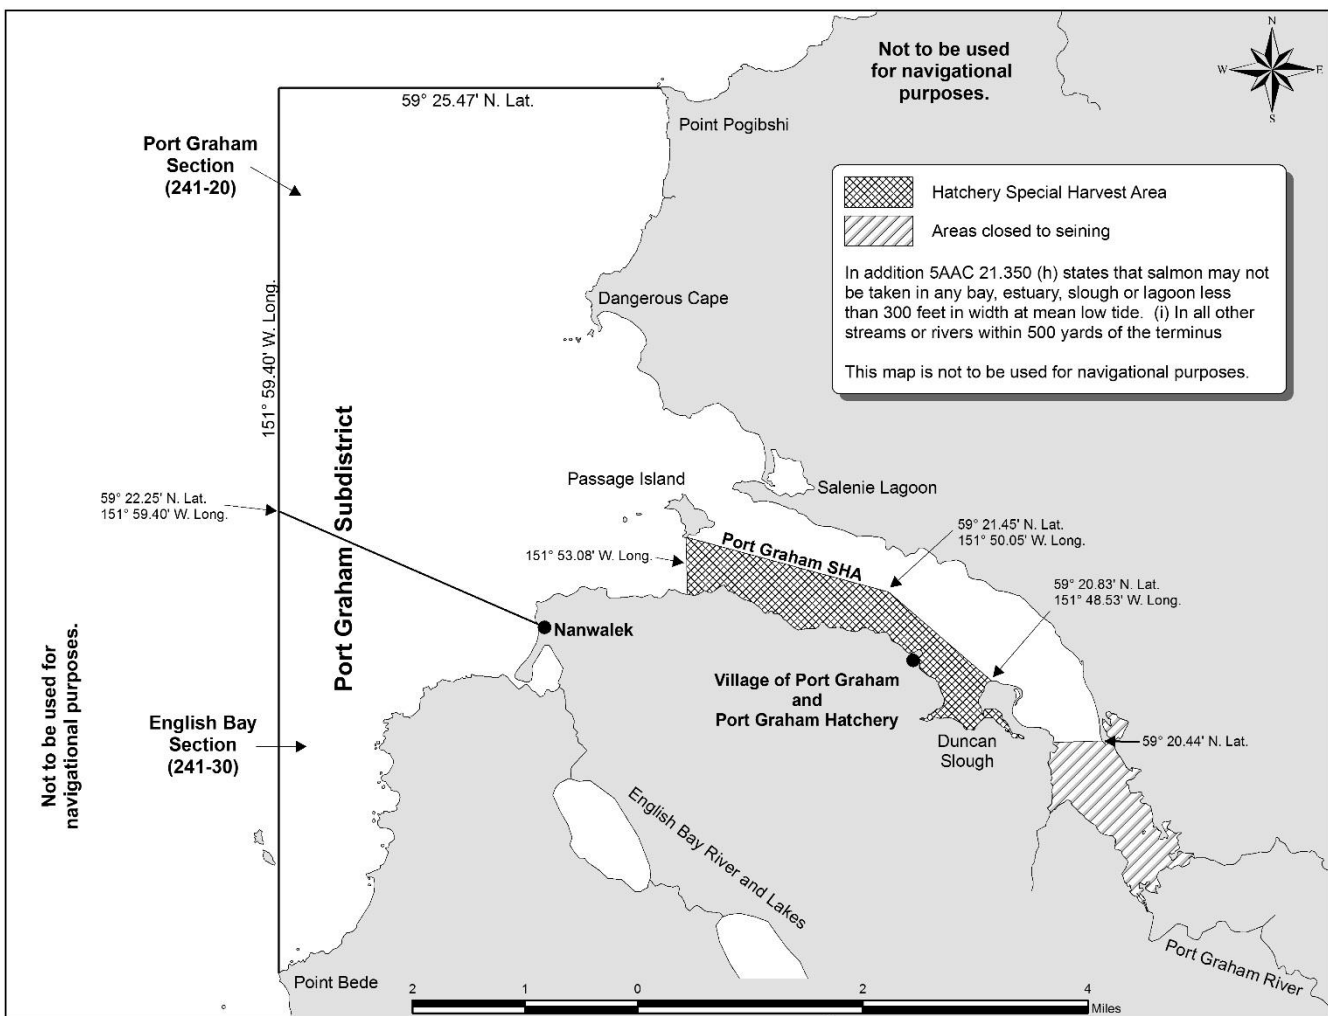 Not to be used
for navigational
purposes.
N
W
E
S
59° 25.47' N. Lat.
Point Pogibshi
Port Graham
Section
(241-20)
Hatchery Special Harvest Area
Areas closed to seining
In addition 5AAC 21.350 (h) states that salmon may not
be taken in any bay, estuary, slough or lagoon less
than 300 feet in width at mean low tide.  (i) In all other
streams or rivers within 500 yards of the terminus
This map is not to be used for navigational purposes.
151° 59.40' W. Long.
Dangerous Cape
Port Graham Subdistrict
Passage Island
Salenie Lagoon
59° 22.25' N. Lat.
151° 59.40' W. Long.
59° 21.45' N. Lat.
151° 50.05' W. Long.
151° 53.08' W. Long.
Port Graham SHA
59° 20.83' N. Lat.
151° 48.53' W. Long.
Nanwalek
Not to be used for
navigational purposes.
Village of Port Graham
and
Port Graham Hatchery
English Bay
Section
(241-30)
Duncan
Slough
59° 20.44' N. Lat.
English Bay River and Lakes
Port Graham River
Point Bede
2 1 0 2 4
Miles